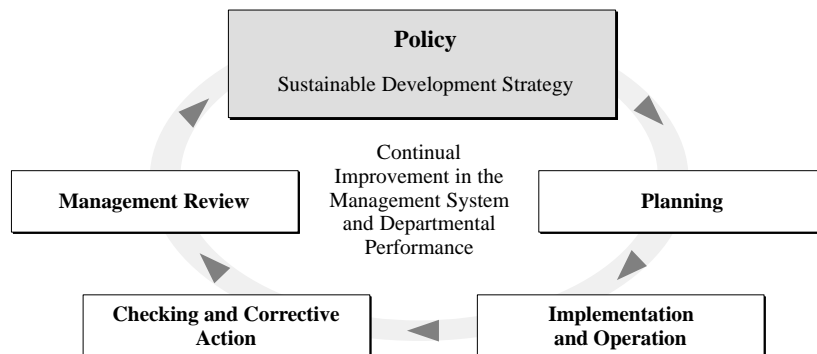 Policy
Sustainable Development Strategy
Continual
Improvement in the
Management System
and Departmental
Performance
Management Review
Planning
Checking and Corrective
Action
Implementation
and Operation